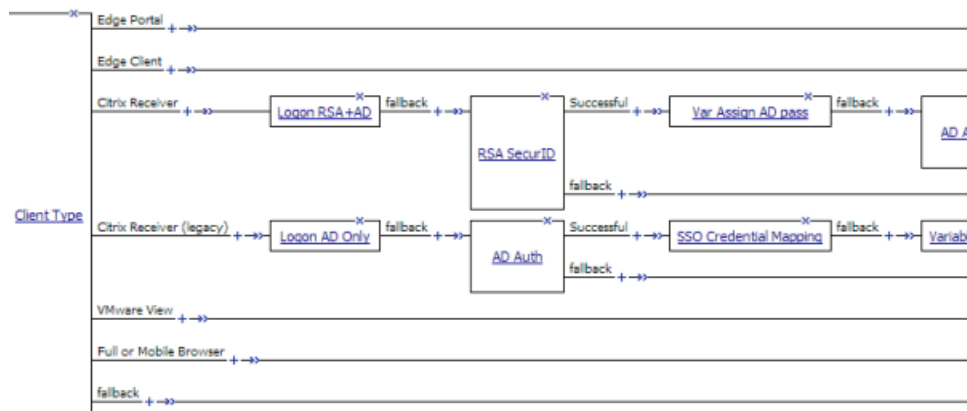 Edge Portal
Edge Client
Citrix Receiver
Logon RSA+AD
fallback
RSA SecurID
Successful
Var Assign AD pass
fallback
AD
fallback
Client Type
Citrix Receiver (legacy)
Logon AD Only
fallback
AD Auth
Successful
SSO Credential Mapping
fallback
fallback
VMware View
Full or Mobile Browser
fallback